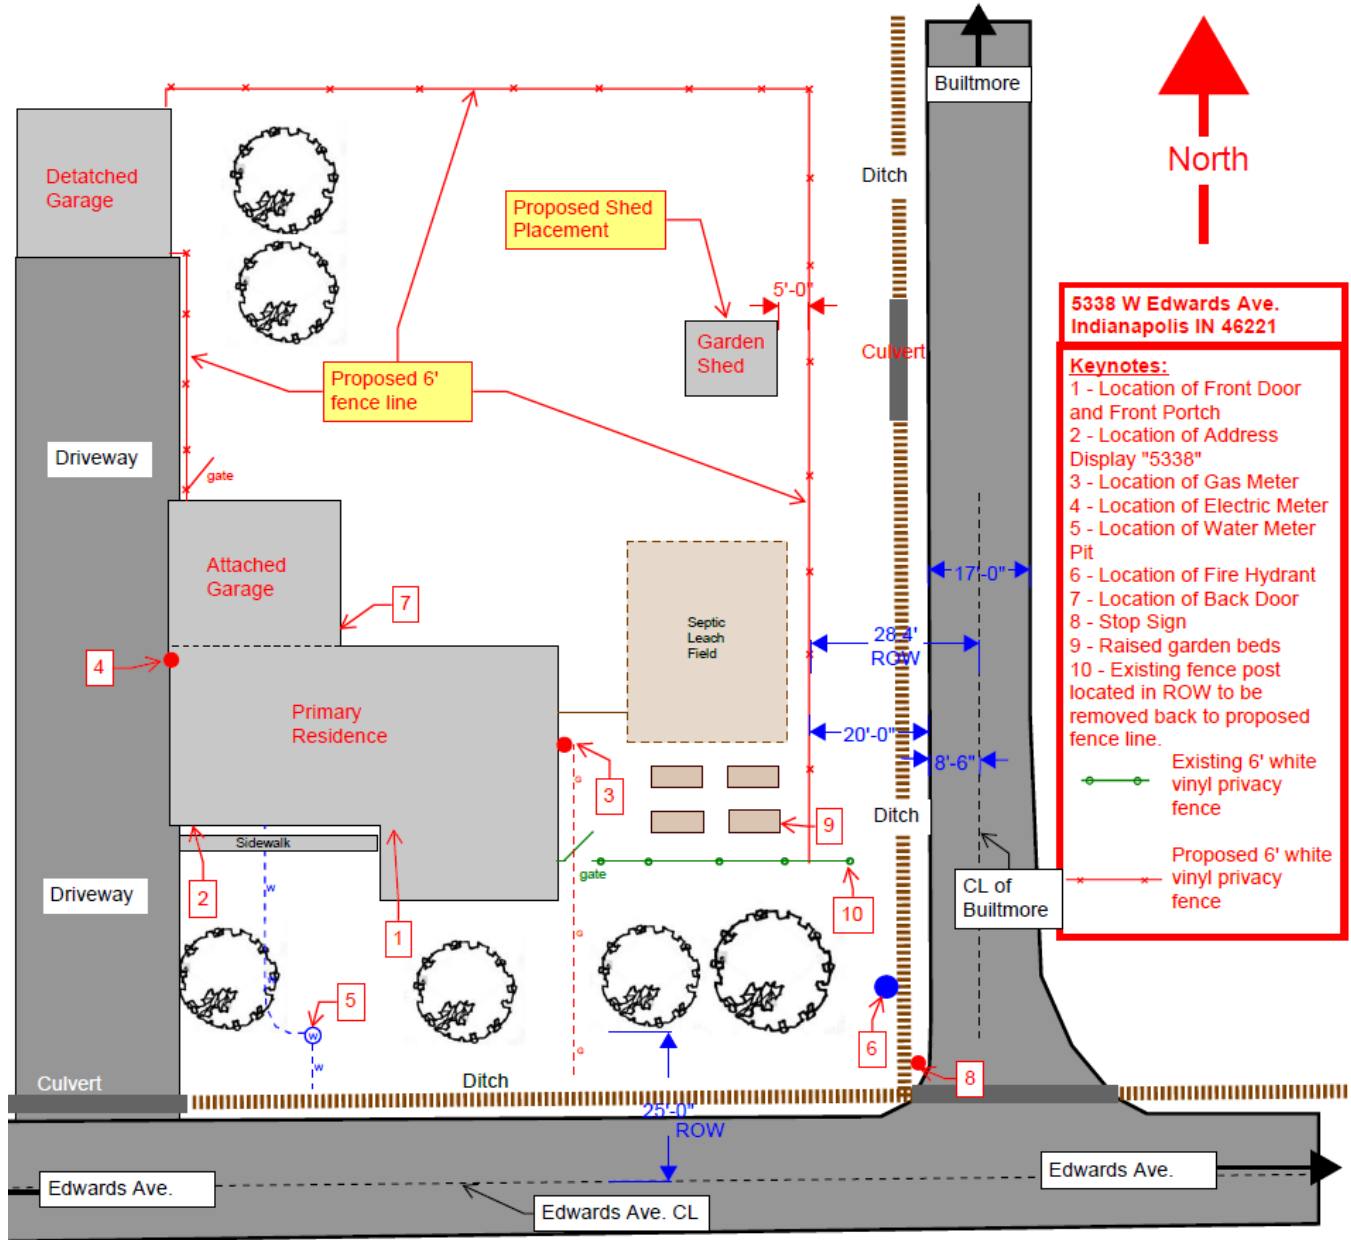 Builtmore
North
Detatched
Garage
Ditch
Proposed Shed
Placement
5'-0"
5338 W Edwards Ave.
Indianapolis IN 46221
Garden
Shed
Culvert
Proposed 6'
fence line
Keynotes:
1 - Location of Front Door
and Front Portch
2 - Location of Address
Display "5338"
3 - Location of Gas Meter
4 - Location of Electric Meter
5 - Location of Water Meter
Pit
6 - Location of Fire Hydrant
7 - Location of Back Door
8 - Stop Sign
9 - Raised garden beds
10 - Existing fence post
located in ROW to be
removed back to proposed
fence line.
Existing 6' white
vinyl privacy
fence
Proposed 6' white
vinyl privacy
fence
Driveway
gate
Attached
Garage
17'-0"
7
Septic
Leach
Field
28.4'
ROW
4
Primary
Residence
20'-0"
8'-6"
G
3
9
Ditch
Sidewalk
gate
Driveway
2
W
CL of
Builtmore
10
1
G
W
5
W
W
6
G
8
Culvert
Ditch
25'-0"
ROW
Edwards Ave.
Edwards Ave.
Edwards Ave. CL